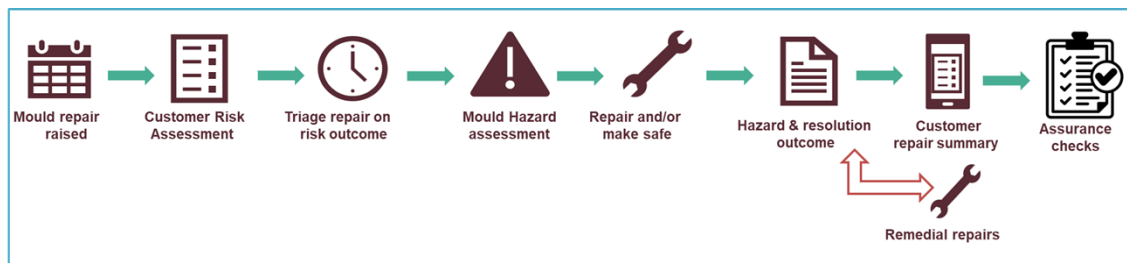 Mould repair
raised
Customer Risk
Assessment
Triage repair on
risk outcome
Mould Hazard
assessment
Repair and/or
make safe
Hazard & resolution
outcome
Customer
repair summary
Assurance
checks
Remedial repairs